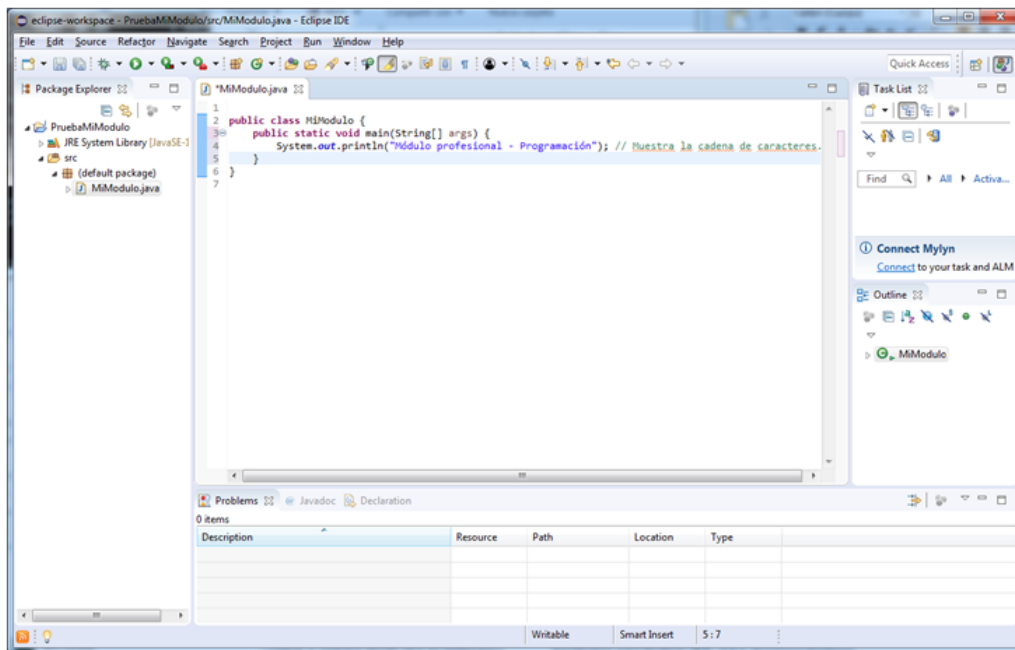 eclipse-workspace - PruebaMiModulo/src/MiModulo.java - Eclipse IDE
File Edit Source Refactor Navigate Search Project Run Window Help
Quick Access
Package Explorer
*MiModulo.java
Task List
PruebaMiModulo
JRE System Library [JavaSE-1
src
(default package)
MiModulo.java
1
2 public class MiModulo {
3 public static void main(String[] args) {
4 System.out.println("Módulo profesional - Programación"); // Muestra la cadena de caracteres.
5 }
6 }
7
Find All Activa...
Connect Mylyn
Connect to your task and ALM
Outline
MiModulo
Problems Javadoc Declaration
0 items
Description Resource Path Location Type
Writable Smart Insert 5 : 7